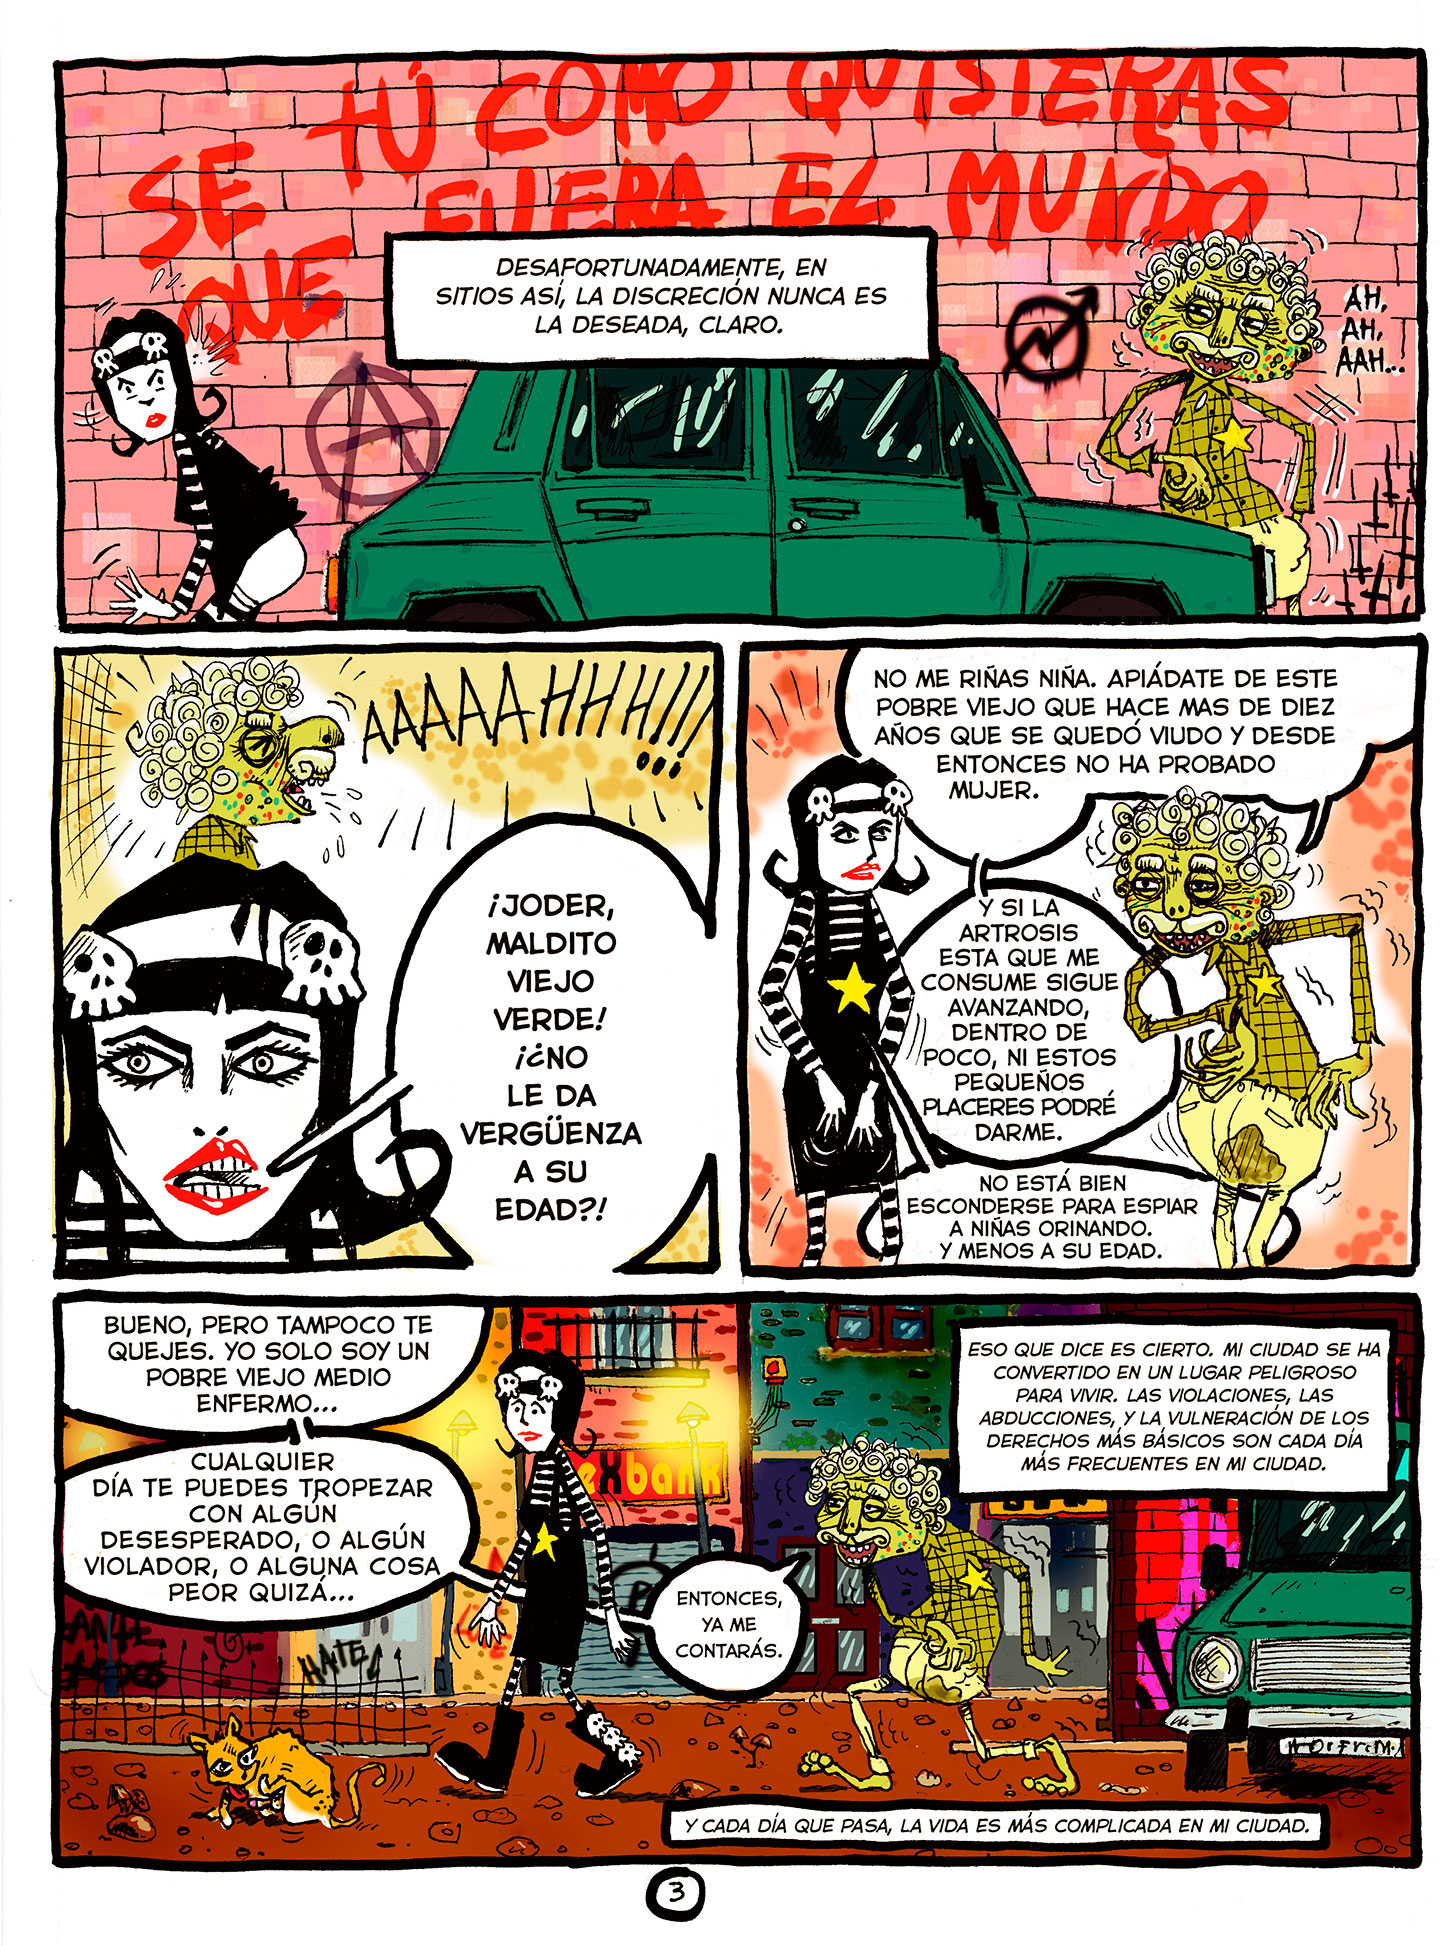 SE TÚ COMO QUISIERAS
QUE FUERA EL MUNDO
DESAFORTUNADAMENTE, EN
SITIOS ASÍ, LA DISCRECIÓN NUNCA ES
LA DESEADA, CLARO.
AH,
AH,
AAH...
AAAAAHHHH!!!...
¡JODER,
MALDITO
VIEJO
VERDE!
¡¿NO
LE DA
VERGÜENZA
A SU
EDAD?!
NO ME RIÑAS NIÑA. APIÁDATE DE ESTE
POBRE VIEJO QUE HACE MAS DE DIEZ
AÑOS QUE SE QUEDÓ VIUDO Y DESDE
ENTONCES NO HA PROBADO
MUJER.
Y SI LA
ARTROSIS
ESTA QUE ME
CONSUME SIGUE
AVANZANDO,
DENTRO DE
POCO, NI ESTOS
PEQUEÑOS
PLACERES PODRÉ
DARME.
NO ESTÁ BIEN
ESCONDERSE PARA ESPIAR
A NIÑAS ORINANDO.
Y MENOS A SU EDAD.
BUENO, PERO TAMPOCO TE
QUEJES. YO SOLO SOY UN
POBRE VIEJO MEDIO
ENFERMO...
CUALQUIER
DÍA TE PUEDES TROPEZAR
CON ALGÚN
DESESPERADO, O ALGÚN
VIOLADOR, O ALGUNA COSA
PEOR QUIZÁ...
ESO QUE DICE ES CIERTO. MI CIUDAD SE HA
CONVERTIDO EN UN LUGAR PELIGROSO
PARA VIVIR. LAS VIOLACIONES, LAS
ABDUCCIONES, Y LA VULNERACIÓN DE LOS
DERECHOS MÁS BÁSICOS SON CADA DÍA
MÁS FRECUENTES EN MI CIUDAD.
eXbank
ENTONCES,
YA ME
CONTARÁS.
HATE
Y CADA DÍA QUE PASA, LA VIDA ES MÁS COMPLICADA EN MI CIUDAD.
3